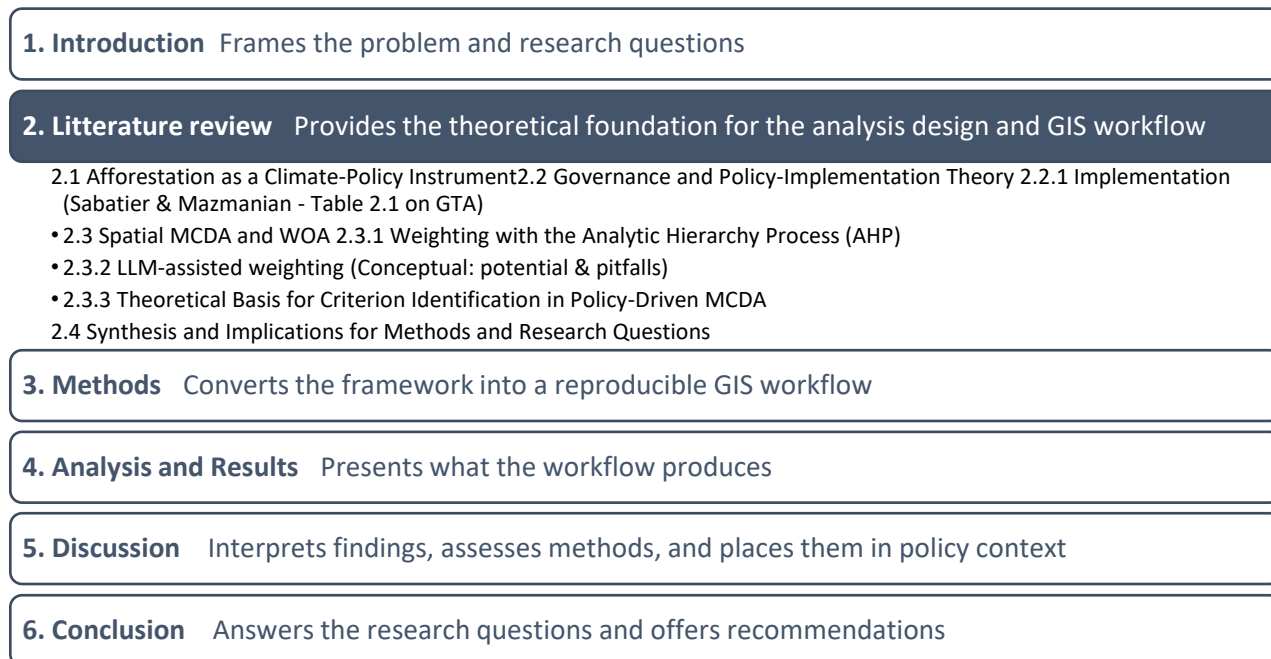 1. Introduction Frames the problem and research questions
2. Litterature review Provides the theoretical foundation for the analysis design and GIS workflow
2.1 Afforestation as a Climate-Policy Instrument2.2 Governance and Policy-Implementation Theory 2.2.1 Implementation
(Sabatier & Mazmanian - Table 2.1 on GTA)
•2.3 Spatial MCDA and WOA 2.3.1 Weighting with the Analytic Hierarchy Process (AHP)
•2.3.2 LLM-assisted weighting (Conceptual: potential & pitfalls)
•2.3.3 Theoretical Basis for Criterion Identification in Policy-Driven MCDA
2.4 Synthesis and Implications for Methods and Research Questions
3. Methods Converts the framework into a reproducible GIS workflow
4. Analysis and Results Presents what the workflow produces
5. Discussion Interprets findings, assesses methods, and places them in policy context
6. Conclusion Answers the research questions and offers recommendations